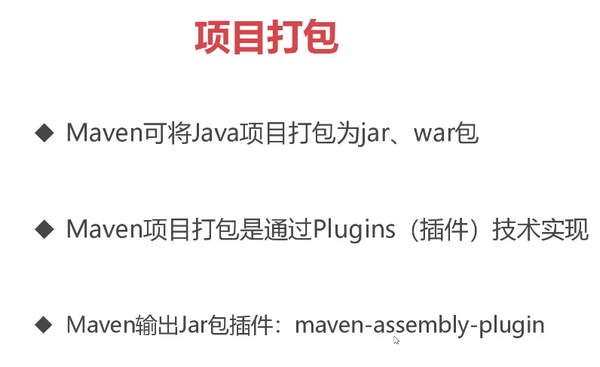 项目打包
◆ Maven可将Java项目打包为jar、war包
◆ Maven项目打包是通过Plugins（插件）技术实现
◆ Maven输出Jar包插件：maven-assembly-plugin